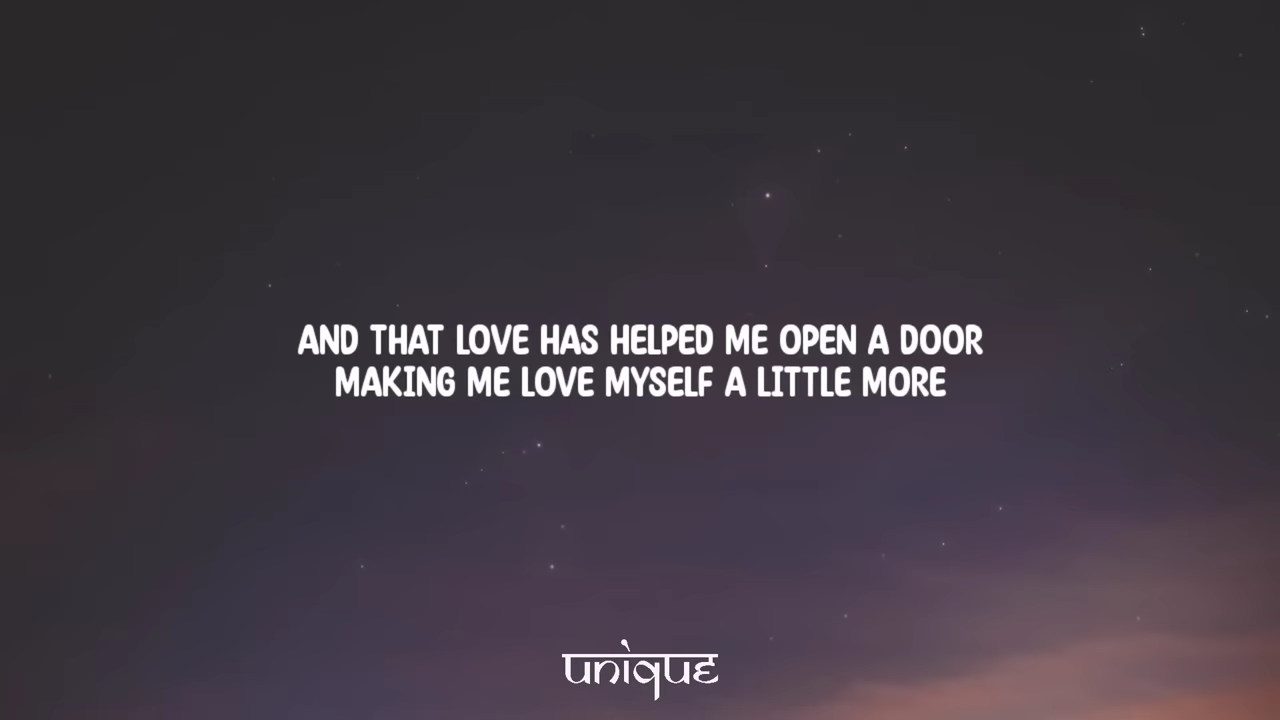 AND THAT LOVE HAS HELPED ME OPEN A DOOR
MAKING ME LOVE MYSELF A LITTLE MORE
unique